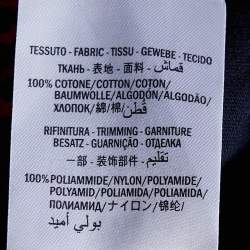 TESSUTO - FABRIC - TISSU - GEWEBE - TECIDO
ТКАНЬ - 表地 - 面料 - قماش
100% COTONE/COTTON/COTON/
BAUMWOLLE/ALGODÓN/ALGODÃO/
ХЛОПОК/綿/棉/ قطن
RIFINITURA - TRIMMING - GARNITURE
BESATZ - GUARNIÇÃO - ОТДЕЛКА
一部 - 装饰部件 - تقليم
100% POLIAMMIDE/NYLON/POLYAMIDE/
POLYAMID/POLIAMIDA/POLIAMIDA/
ПОЛИАМИД/ナイロン/锦纶/
بولي أميد